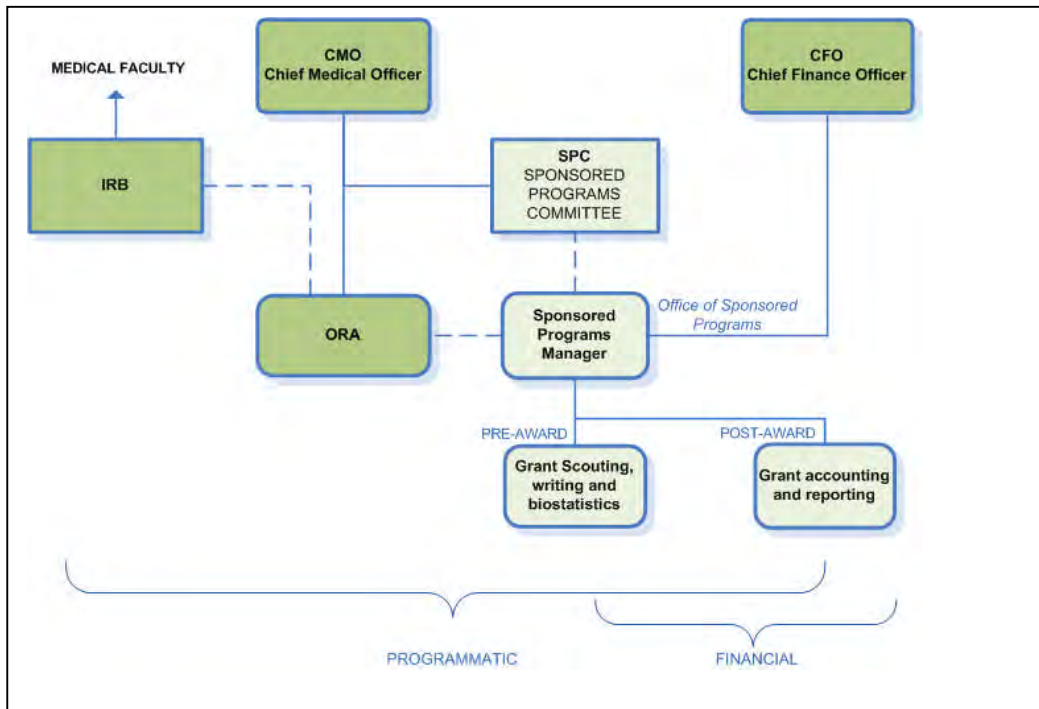 CMO
Chief Medical Officer
CFO
Chief Finance Officer
MEDICAL FACULTY
IRB
SPC
SPONSORED
PROGRAMS
COMMITTEE
ORA
Sponsored
Programs
Manager
Office of Sponsored
Programs
PRE-AWARD
POST-AWARD
Grant Scouting,
writing and
biostatistics
Grant accounting
and reporting
PROGRAMMATIC
FINANCIAL